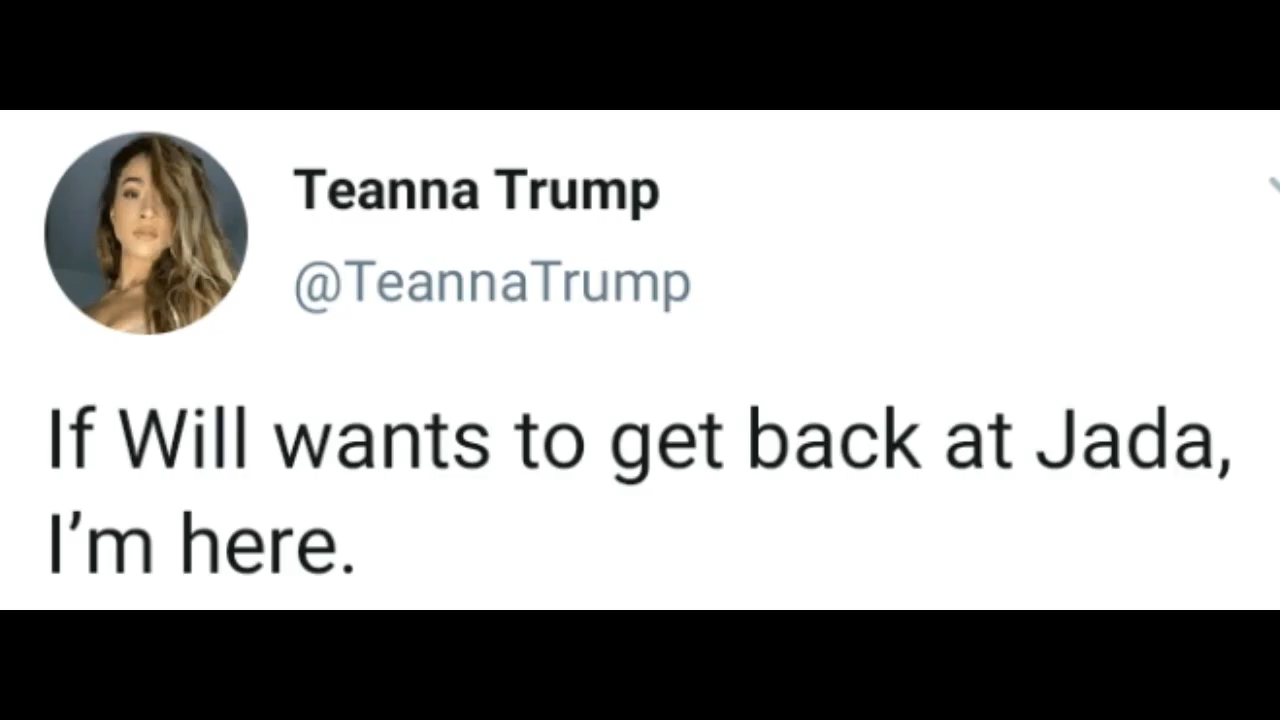 Teanna Trump
@TeannaTrump
If Will wants to get back at Jada,
I’m here.